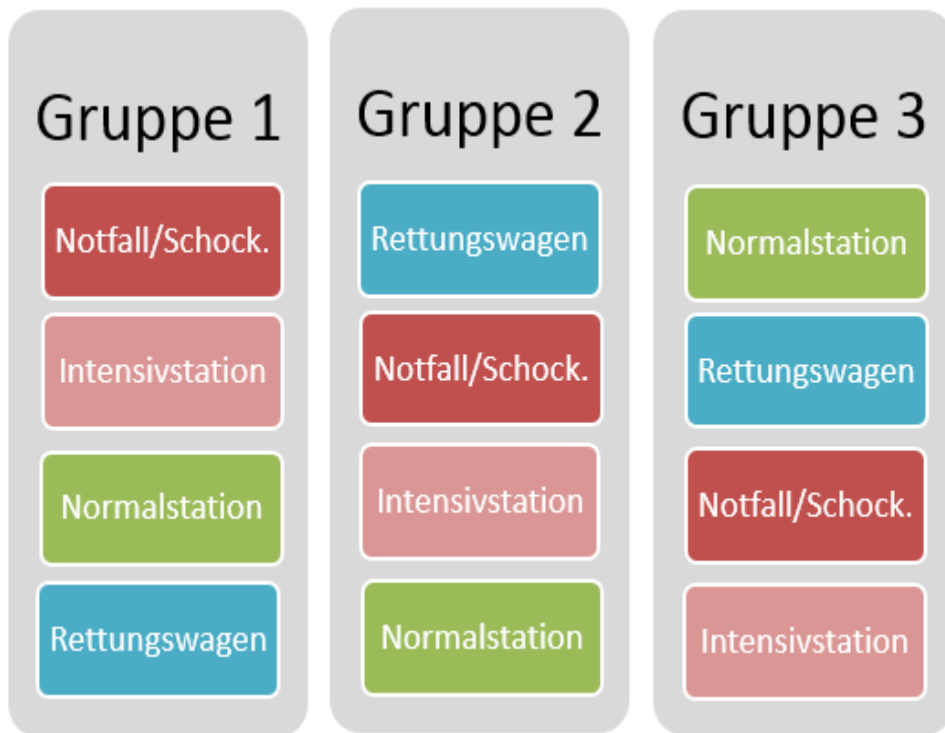 Gruppe 1
Notfall/Schock.
Intensivstation
Normalstation
Rettungswagen
Gruppe 2
Rettungswagen
Notfall/Schock.
Intensivstation
Normalstation
Gruppe 3
Normalstation
Rettungswagen
Notfall/Schock.
Intensivstation